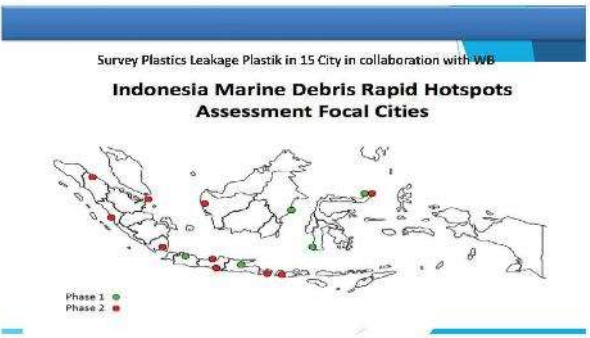 Survey Plastics Leakage Plastik in 15 City in collaboration with WB
Indonesia Marine Debris Rapid Hotspots
Assessment Focal Cities
Phase 1
Phase 2